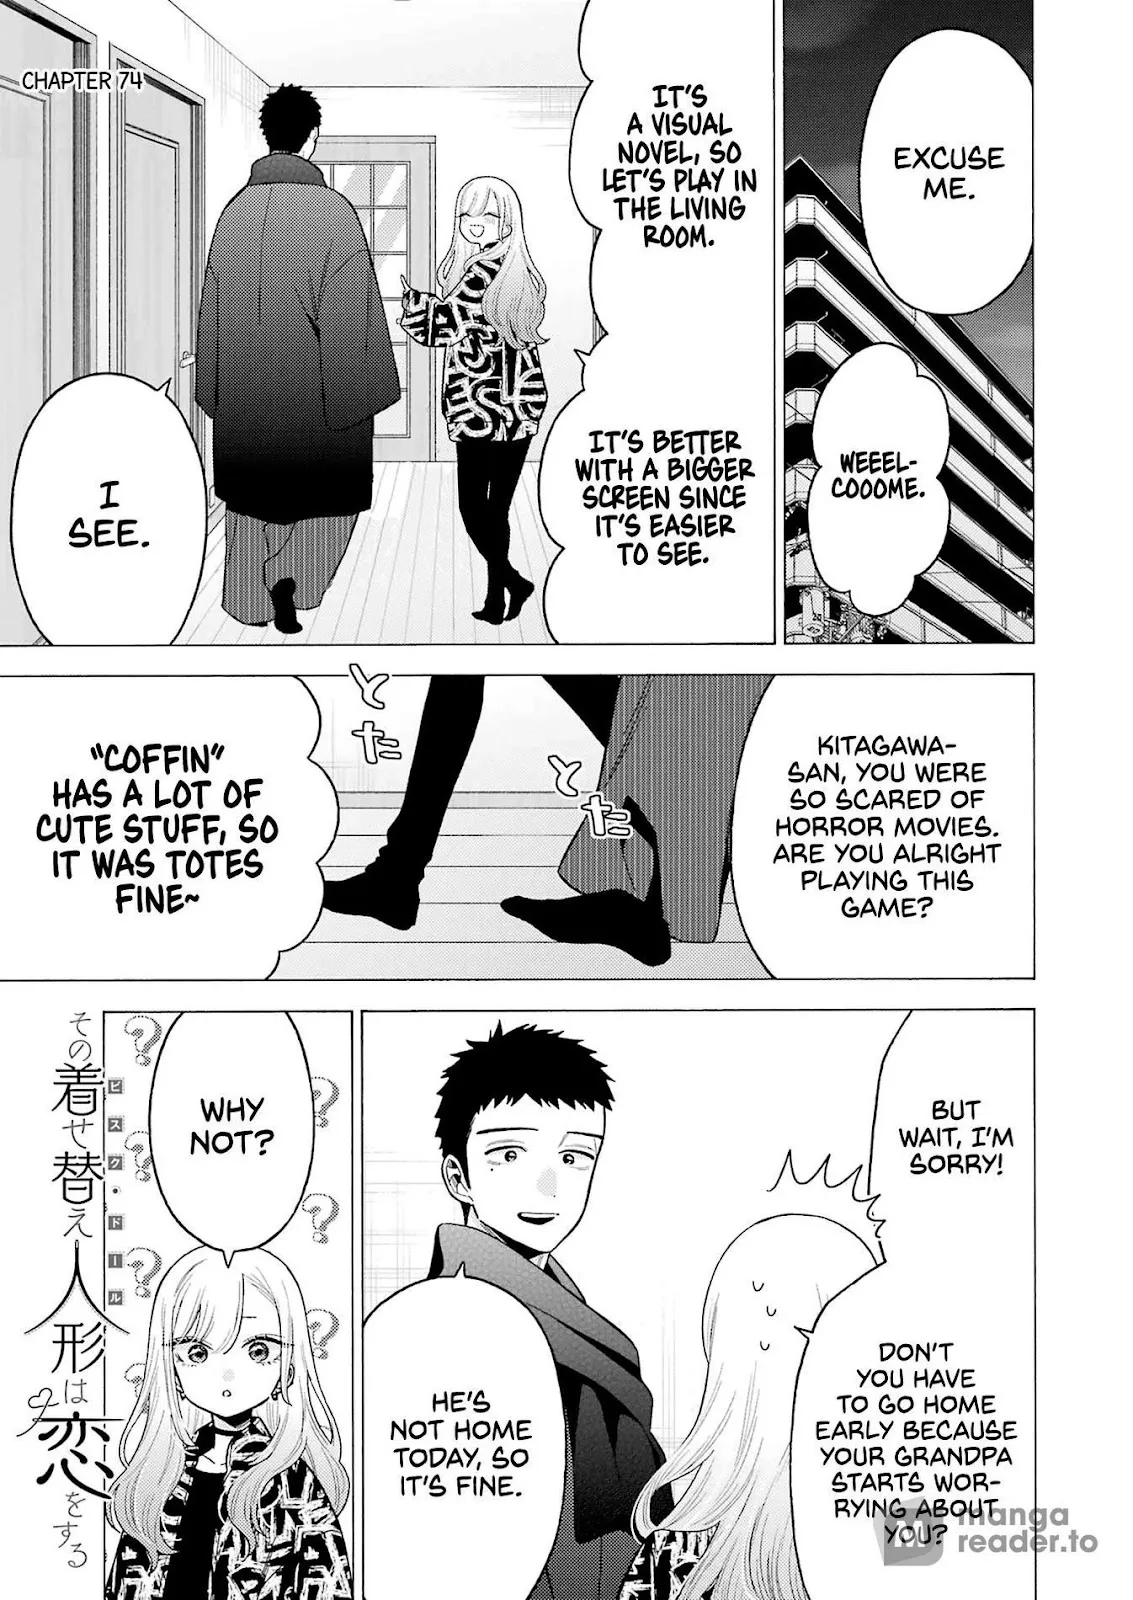 CHAPTER 74
EXCUSE
ME.
WEEEL-
COOOME.
IT'S
A VISUAL
NOVEL, SO
LET'S PLAY IN
THE LIVING
ROOM.
IT'S BETTER
WITH A BIGGER
SCREEN SINCE
IT'S EASIER
TO SEE.
I
SEE.
KITAGAWA-
SAN, YOU WERE
SO SCARED OF
HORROR MOVIES.
ARE YOU ALRIGHT
PLAYING THIS
GAME?
とた
とた
"COFFIN"
HAS A LOT OF
CUTE STUFF, SO
IT WAS TOTES
FINE~
BUT
WAIT, I'M
SORRY!
DON'T
YOU HAVE
TO GO HOME
EARLY BECAUSE
YOUR GRANDPA
STARTS WOR-
RYING ABOUT
YOU?
HE'S
NOT HOME
TODAY, SO
IT'S FINE.
WHY
NOT?
? ? ? ? ? ?
その着せ替え人形は恋をする
ビスク・ドール
M manga
reader.to